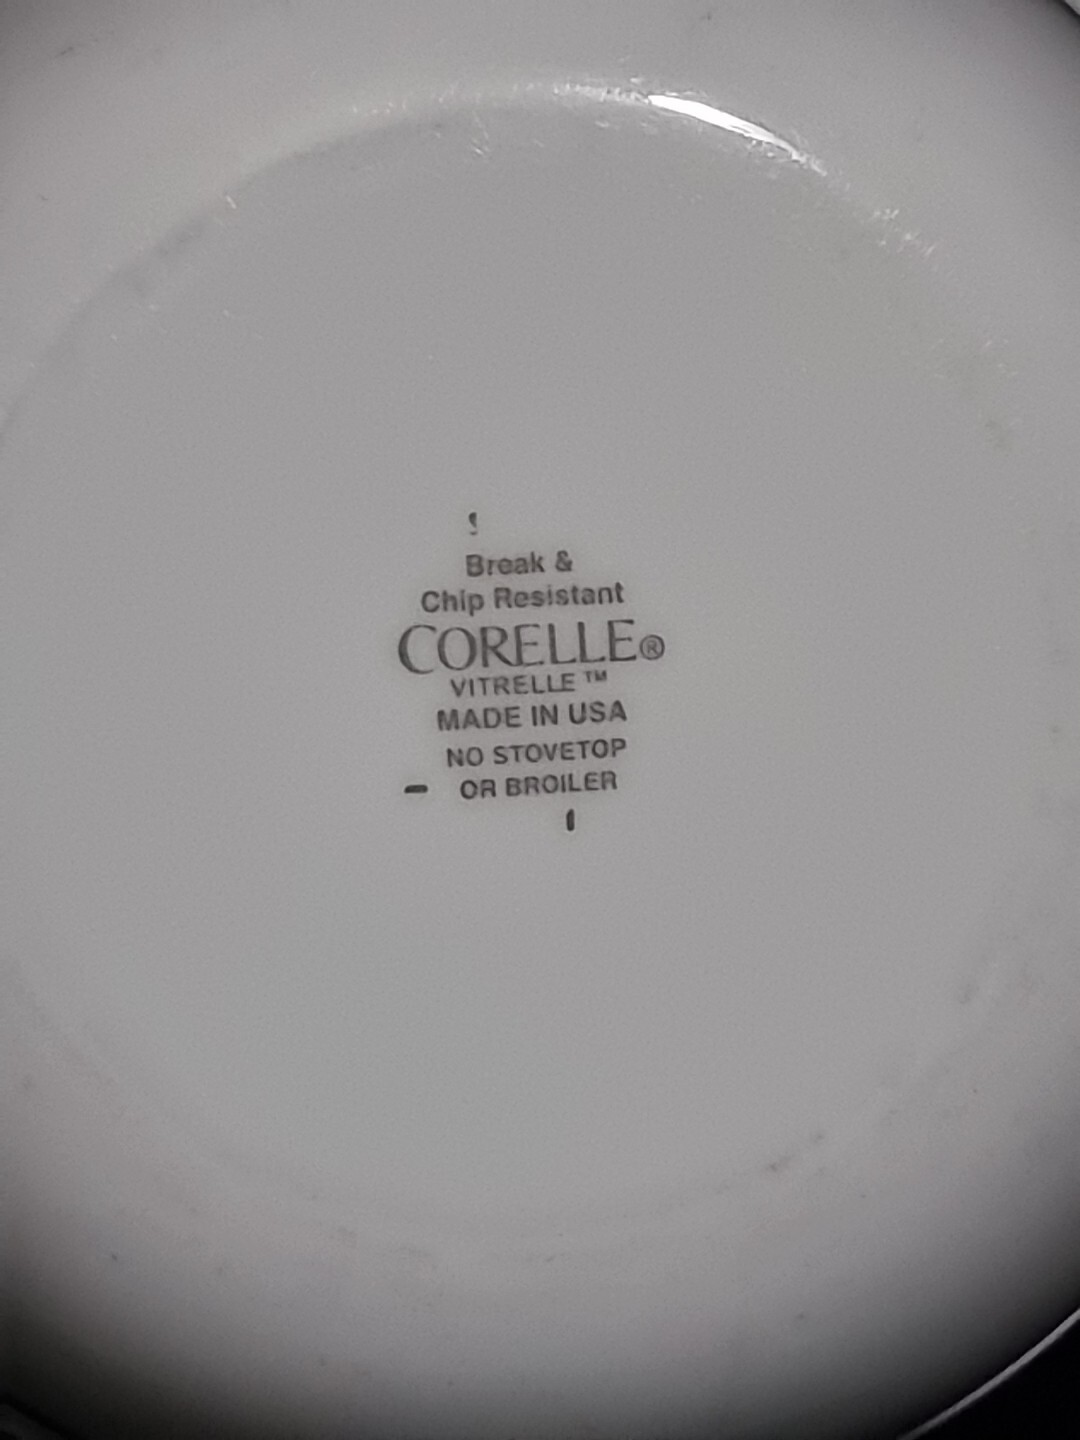 Break &
Chip Resistant
CORELLE®
VITRELLE™
MADE IN USA
NO STOVETOP
OR BROILER